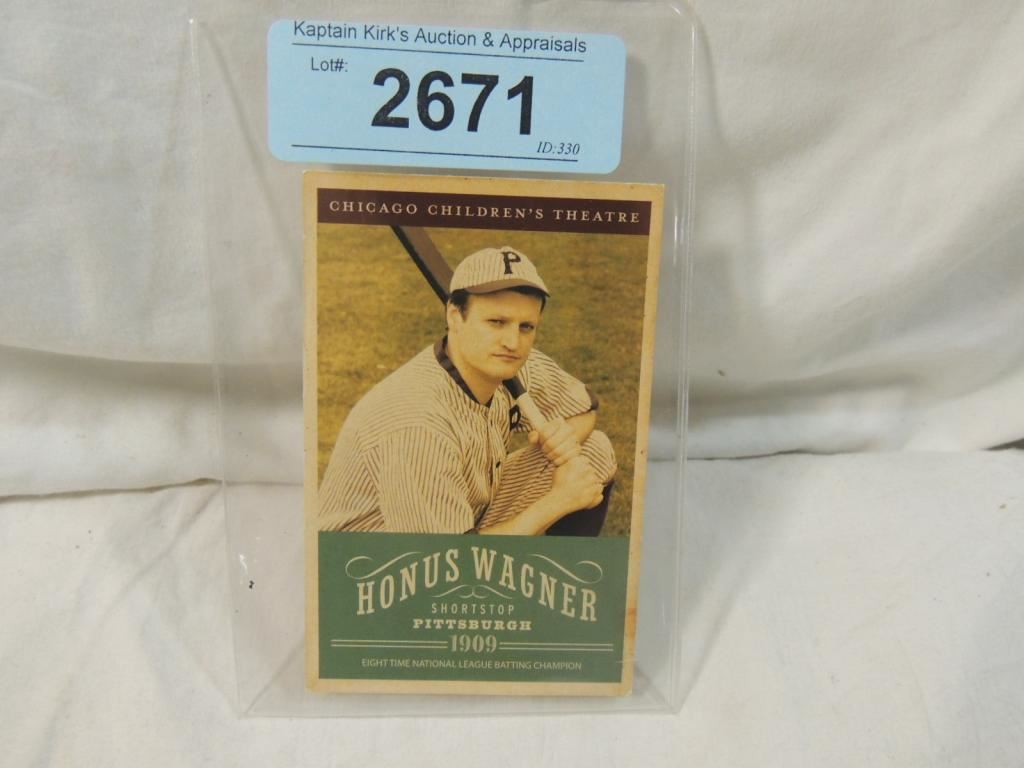 Kaptain Kirk's Auction & Appraisals
Lot#:
2671
ID:330
CHICAGO CHILDREN'S THEATRE
P
HONUS WAGNER
SHORTSTOP
PITTSBURGH
1909
EIGHT TIME NATIONAL LEAGUE BATTING CHAMPION